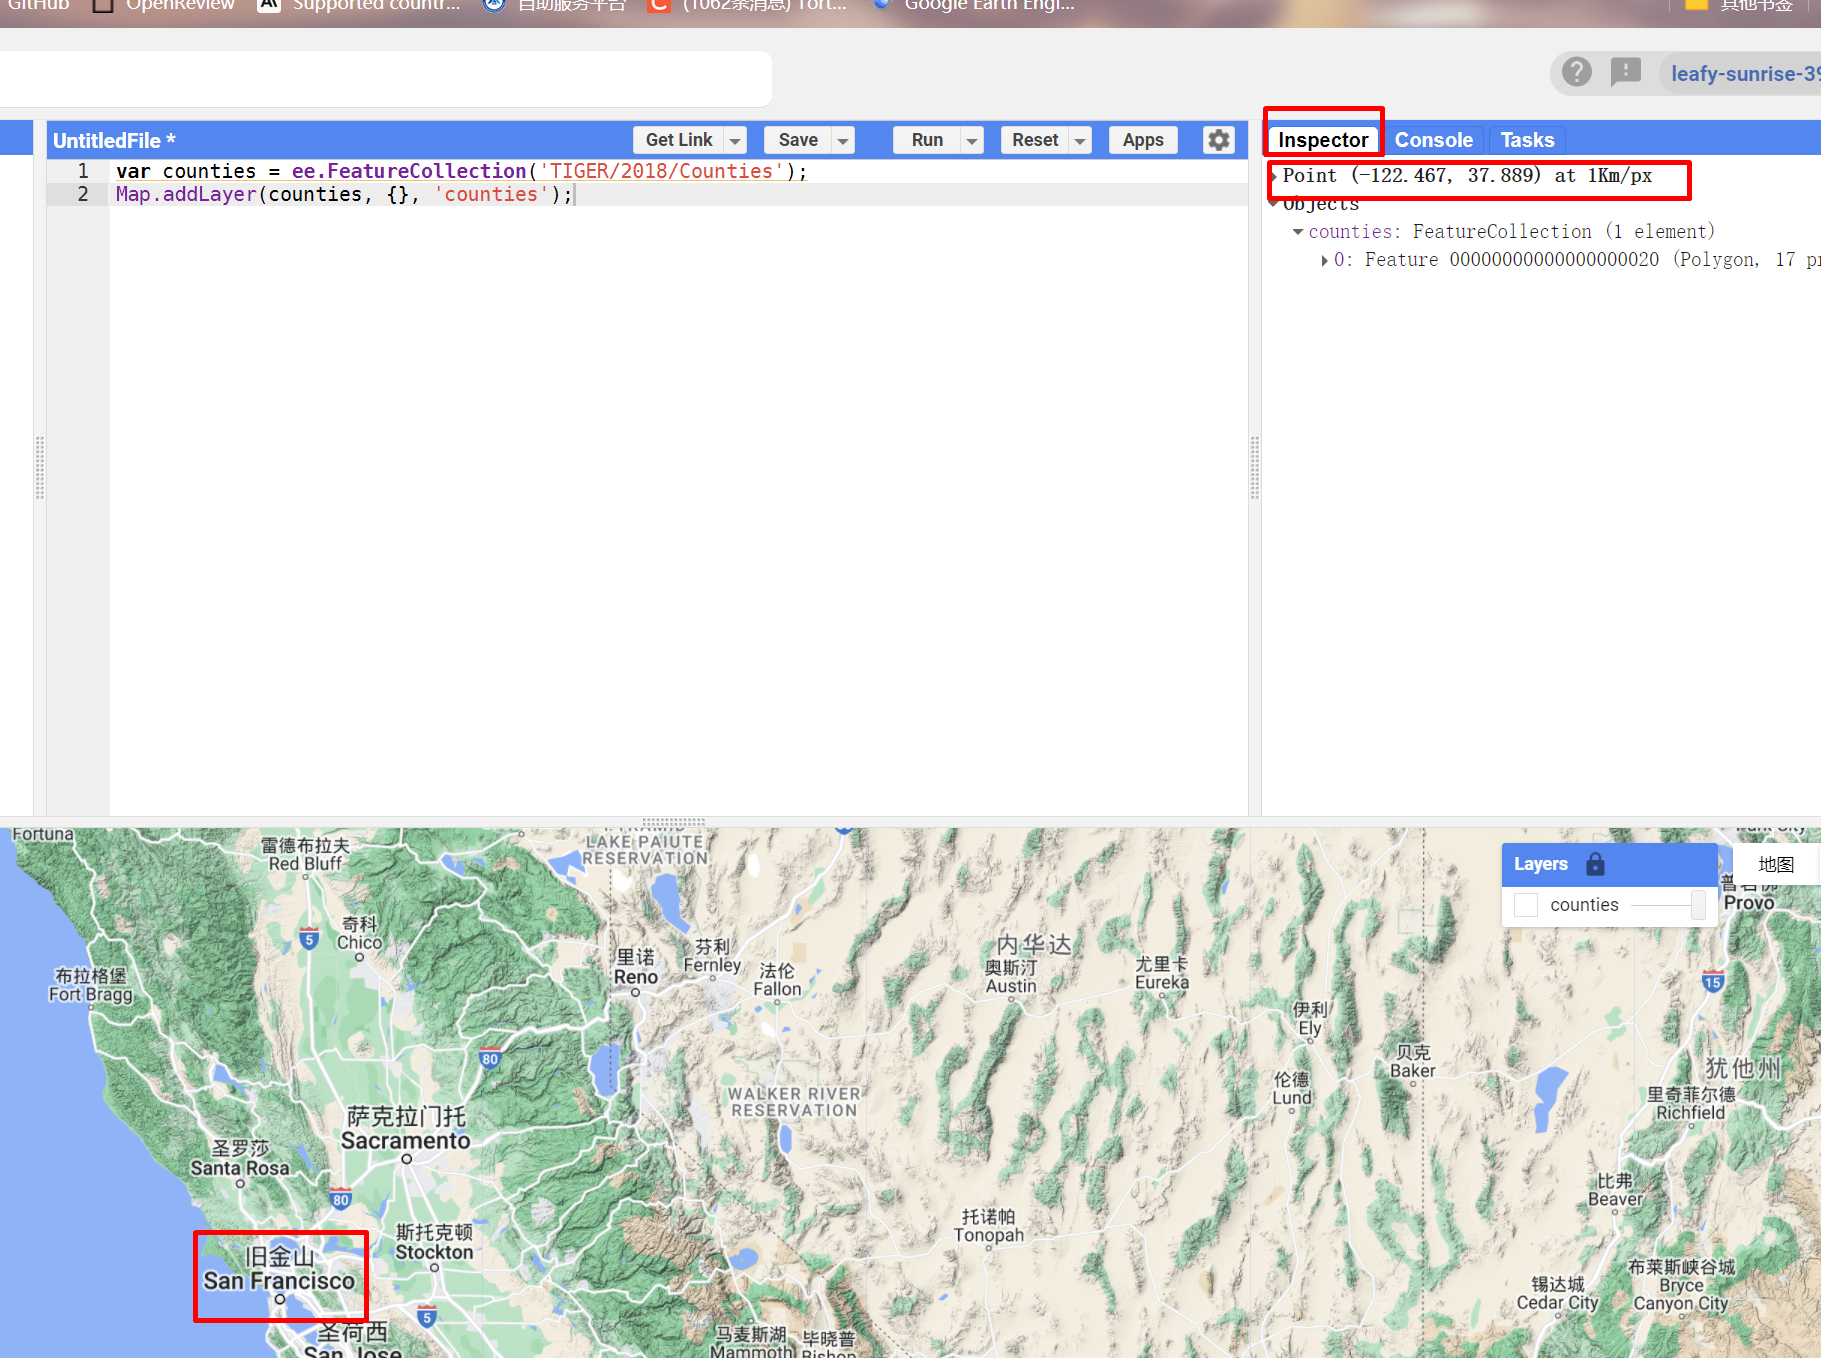 GitHub OpenReview Supported countr... 自助服务平台 (1062条消息) Tort... Google Earth Engi... 其他书签
leafy-sunrise-39
UntitledFile *
Get Link Save Run Reset Apps
Inspector Console Tasks
1 var counties = ee.FeatureCollection('TIGER/2018/Counties');
2 Map.addLayer(counties, {}, 'counties');
Point (-122.467, 37.889) at 1Km/px
Objects
counties: FeatureCollection (1 element)
0: Feature 00000000000000000020 (Polygon, 17 pr
Fortuna
雷德布拉夫
Red Bluff
PYRAMID
LAKE PAIUTE
RESERVATION
Layers
地图
counties
Provo
奇科
Chico
5
里诺
Reno
芬利
Fernley
法伦
Fallon
内华达
奥斯汀
Austin
尤里卡
Eureka
布拉格堡
Fort Bragg
15
伊利
Ely
80
贝克
Baker
犹他州
伦德
Lund
里奇菲尔德
Richfield
WALKER RIVER
RESERVATION
萨克拉门托
Sacramento
圣罗莎
Santa Rosa
80
比弗
Beaver
托诺帕
Tonopah
斯托克顿
Stockton
旧金山
San Francisco
布莱斯峡谷城
Bryce
Canyon City
锡达城
Cedar City
5
圣荷西
San Jose
马麦斯湖
Mammoth
毕晓普
Bishop